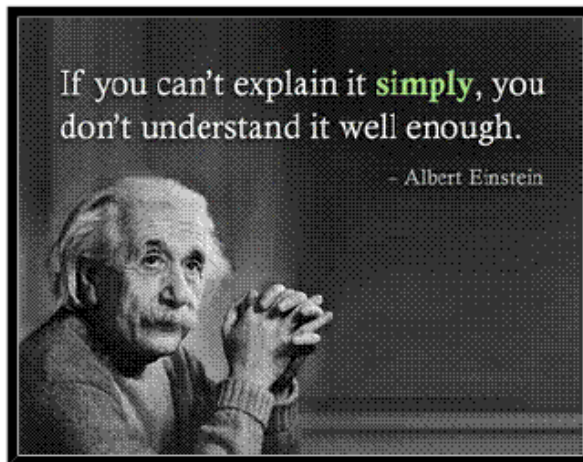 If you can't explain it simply, you
don't understand it well enough.
– Albert Einstein